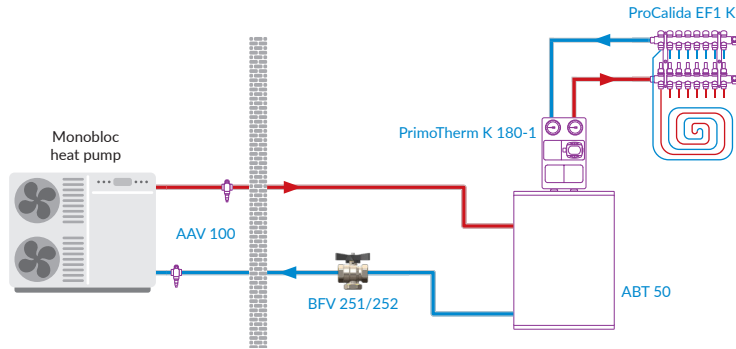 ProCalida EF1 K
PrimoTherm K 180-1
Monobloc
heat pump
AAV 100
BFV 251/252
ABT 50